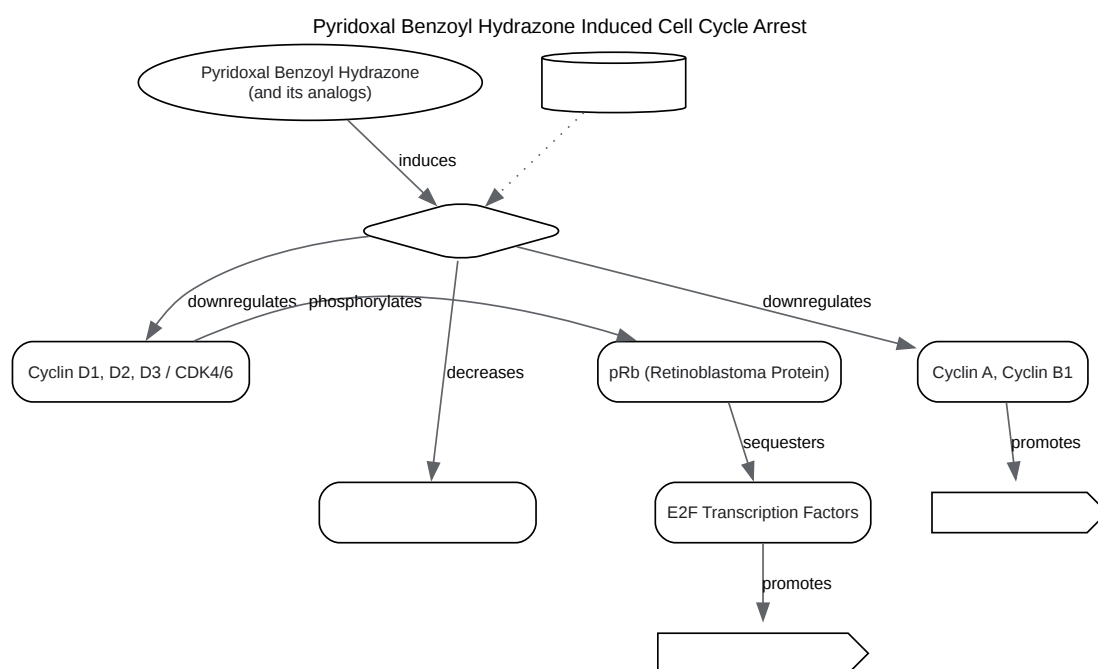 Pyridoxal Benzoyl Hydrazone Induced Cell Cycle Arrest
Pyridoxal Benzoyl Hydrazone
(and its analogs)
induces
downregulates
phosphorylates
downregulates
Cyclin D1, D2, D3 / CDK4/6
decreases
pRb (Retinoblastoma Protein)
Cyclin A, Cyclin B1
sequesters
promotes
E2F Transcription Factors
promotes